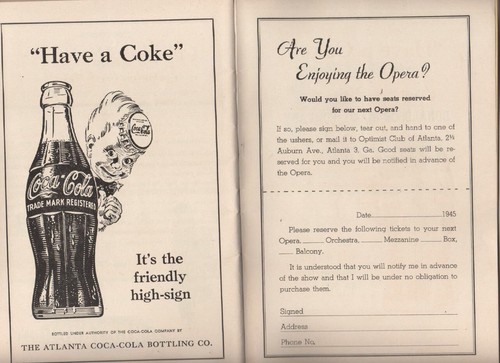 "Have a Coke"
Coca-Cola
Coca-Cola
TRADE MARK REGISTERED
It's the
friendly
high-sign
BOTTLED UNDER AUTHORITY OF THE COCA-COLA COMPANY BY
THE ATLANTA COCA-COLA BOTTLING CO.
Are You
Enjoying the Opera?
Would you like to have seats reserved
for our next Opera?
If so, please sign below, tear out, and hand to one of
the ushers, or mail it to Optimist Club of Atlanta, 2½
Auburn Ave., Atlanta 3, Ga. Good seats will be re-
served for you and you will be notified in advance of
the Opera.
Date 1945
Please reserve the following tickets to your next
Opera. Orchestra, Mezzanine Box,
Balcony.
It is understood that you will notify me in advance
of the show and that I will be under no obligation to
purchase them.
Signed
Address
Phone No.